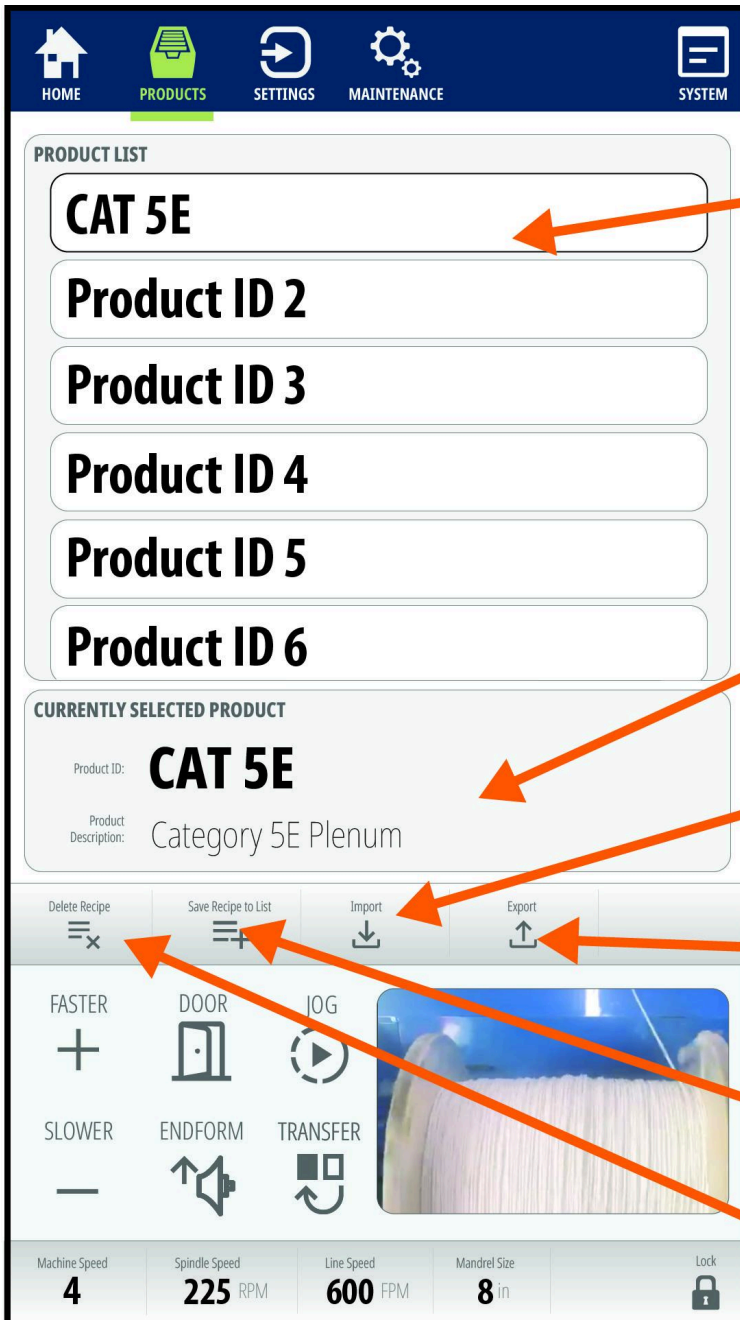 HOME PRODUCTS SETTINGS MAINTENANCE SYSTEM
PRODUCT LIST
CAT 5E
Product ID 2
Product ID 3
Product ID 4
Product ID 5
Product ID 6
CURRENTLY SELECTED PRODUCT
Product ID: CAT 5E
Product
Description: Category 5E Plenum
Delete Recipe Save Recipe to List Import Export
FASTER DOOR JOG
SLOWER ENDFORM TRANSFER
Machine Speed Spindle Speed Line Speed Mandrel Size Lock
4 225 RPM 600 FPM 8 in